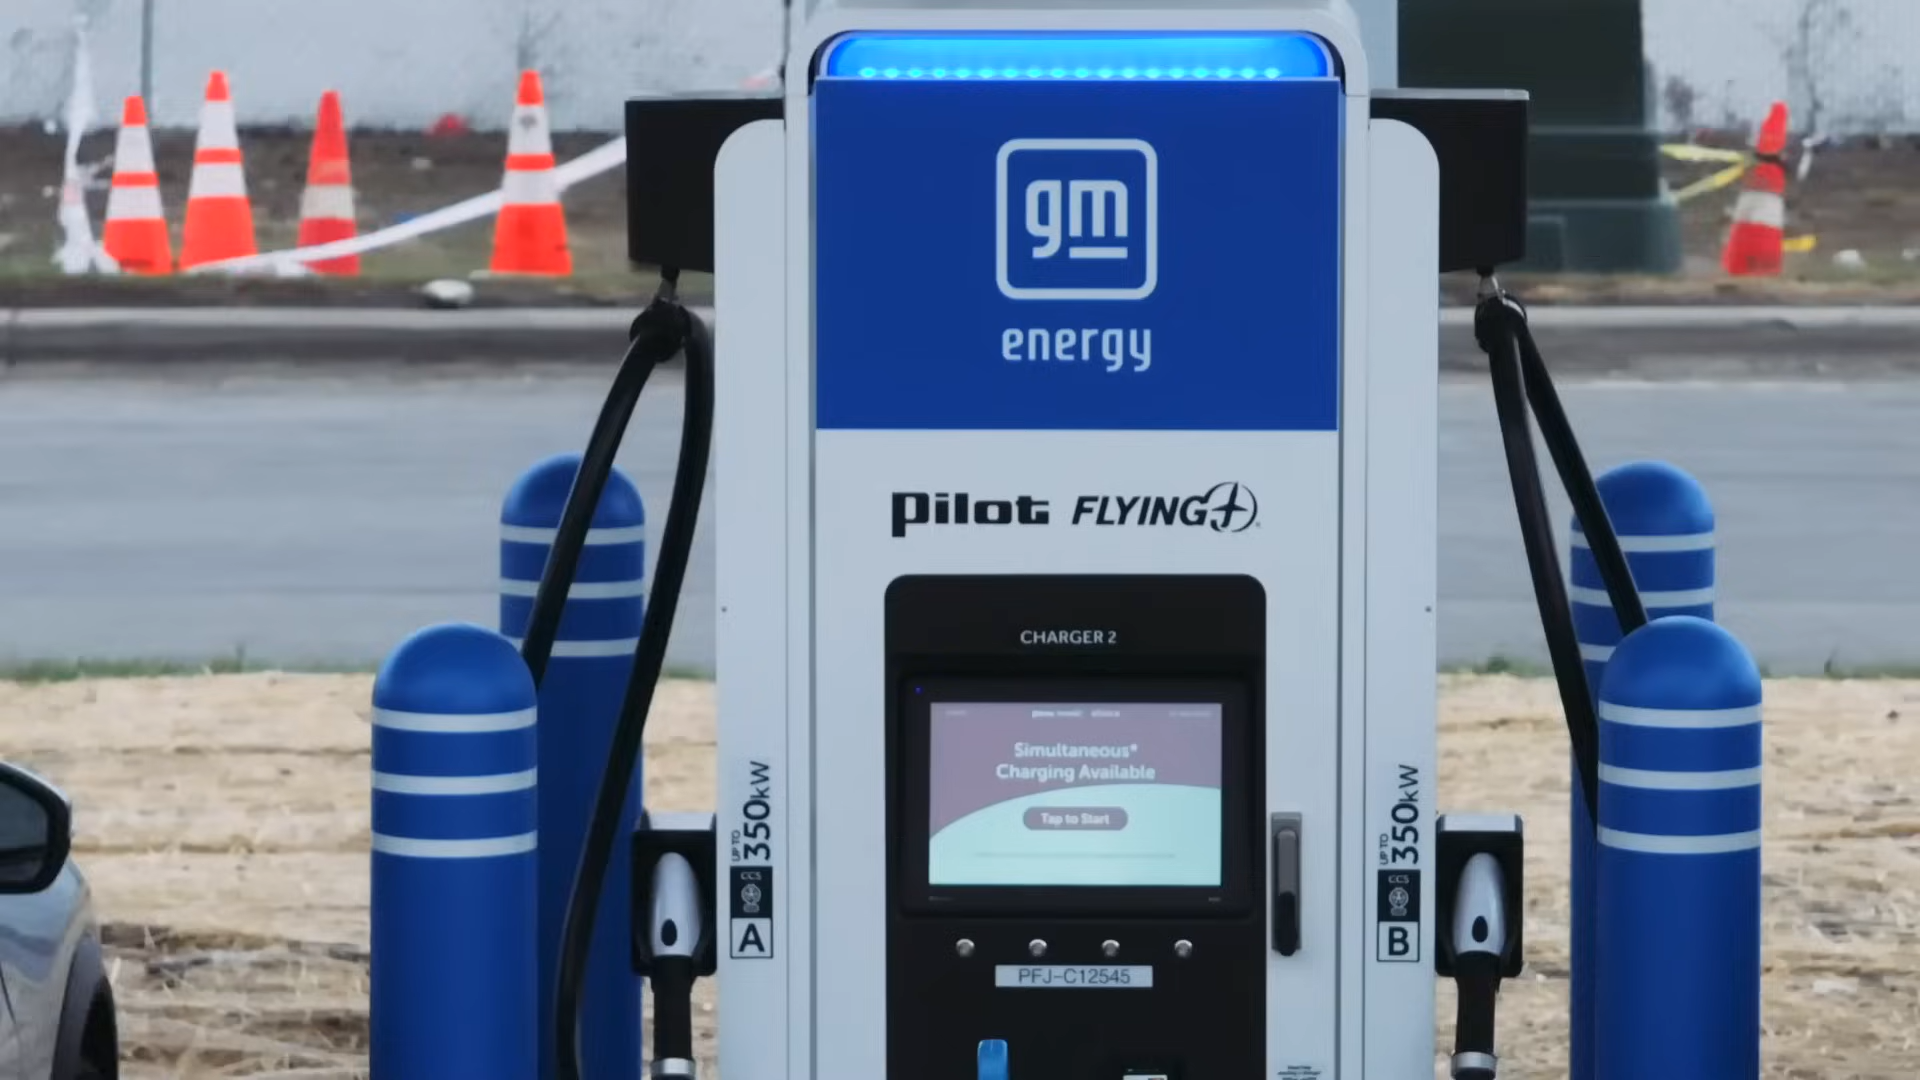 gm
energy
Pilot FLYING J
CHARGER 2
Simultaneous*
Charging Available
Tap to Start
UP TO 350kW
CCS
A
UP TO 350kW
CCS
B
PFJ-C12545